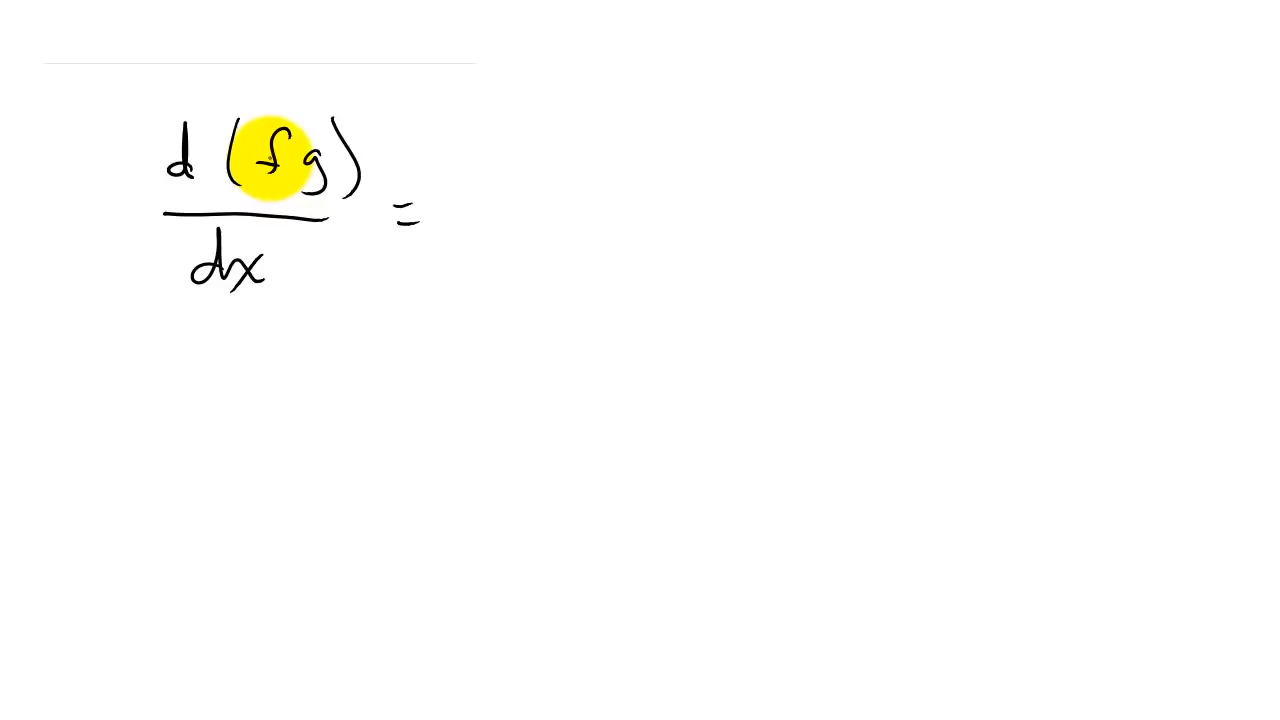 d (fg)
=
dx